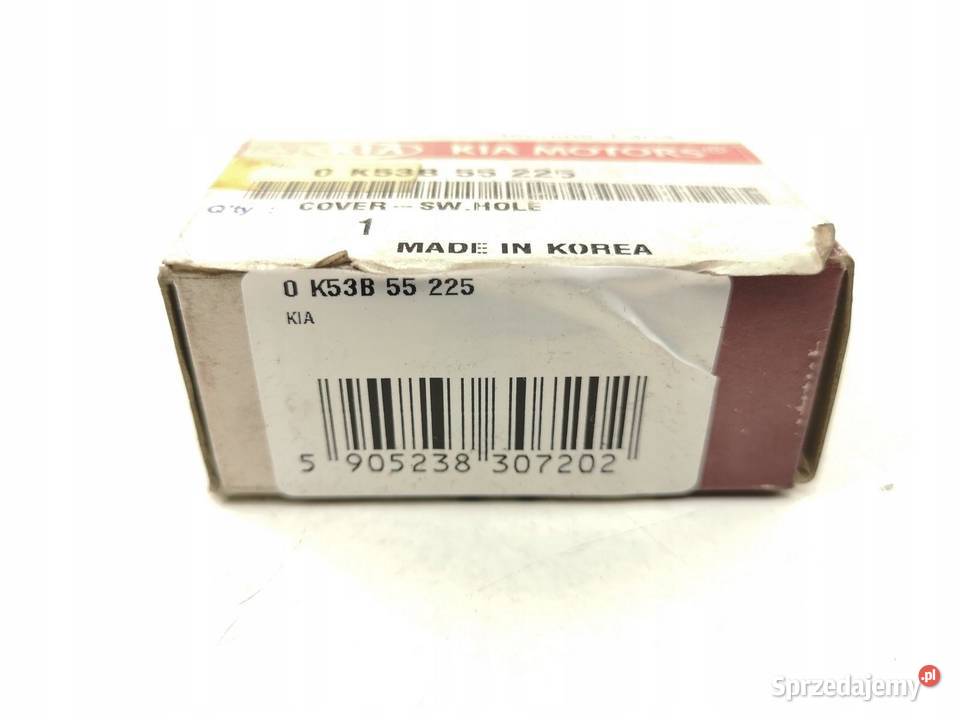 KIA MOTORS
0 K53B 55 225
COVER-SW.HOLE
Q'ty : 1
MADE IN KOREA
0 K53B 55 225
KIA
5 905238 307202
Sprzedajemy.pl